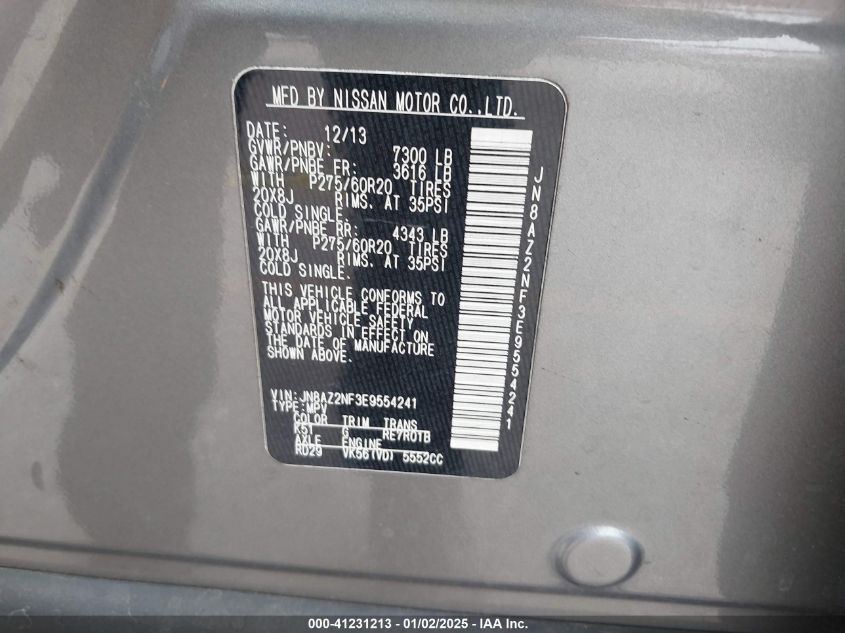 MFD BY NISSAN MOTOR CO.,LTD.
DATE: 12/13
GVWR/PNBV: 7300 LB
GAWR/PNBE FR: 3616 LB
WITH P275/60R20 TIRES
20X8J RIMS. AT 35PSI
COLD SINGLE.
GAWR/PNBE RR: 4343 LB
WITH P275/60R20 TIRES
20X8J RIMS. AT 35PSI
COLD SINGLE.
THIS VEHICLE CONFORMS TO
ALL APPLICABLE FEDERAL
MOTOR VEHICLE SAFETY
STANDARDS IN EFFECT ON
THE DATE OF MANUFACTURE
SHOWN ABOVE.
VIN:JN8AZ2NF3E9554241
TYPE:MPV
COLOR TRIM TRANS
K51 G RE7R01B
AXLE ENGINE
RD29 VK56(VD) 5552CC
JN8AZ2NF3E9554241
000-41231213 - 01/02/2025 - IAA Inc.